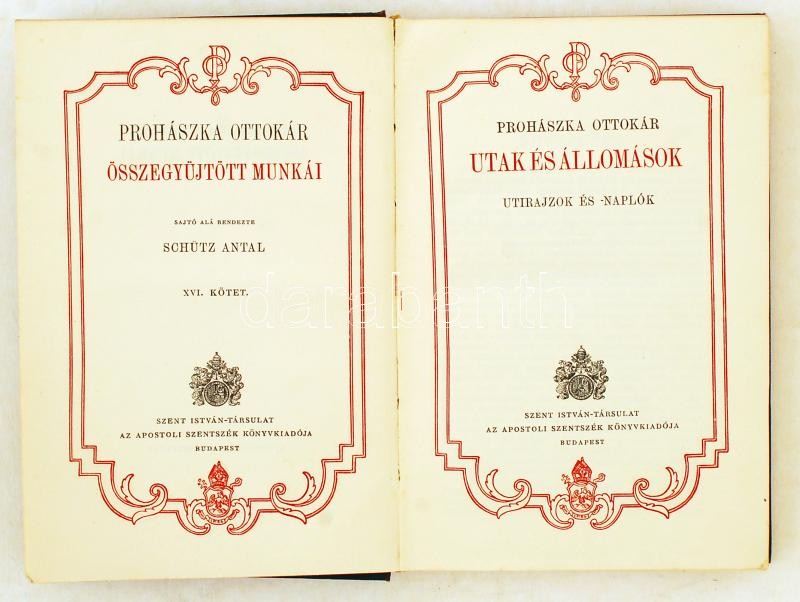 PROHÁSZKA OTTOKÁR
ÖSSZEGYÜJTÖTT MUNKÁI
SAJTÓ ALÁ RENDEZTE
SCHÜTZ ANTAL
XVI. KÖTET.
SZENT ISTVÁN-TÁRSULAT
AZ APOSTOLI SZENTSZÉK KÖNYVKIADÓJA
BUDAPEST
PROHÁSZKA OTTOKÁR
UTAK ÉS ÁLLOMÁSOK
UTIRAJZOK ÉS -NAPLÓK
SZENT ISTVÁN-TÁRSULAT
AZ APOSTOLI SZENTSZÉK KÖNYVKIADÓJA
BUDAPEST
darabanth